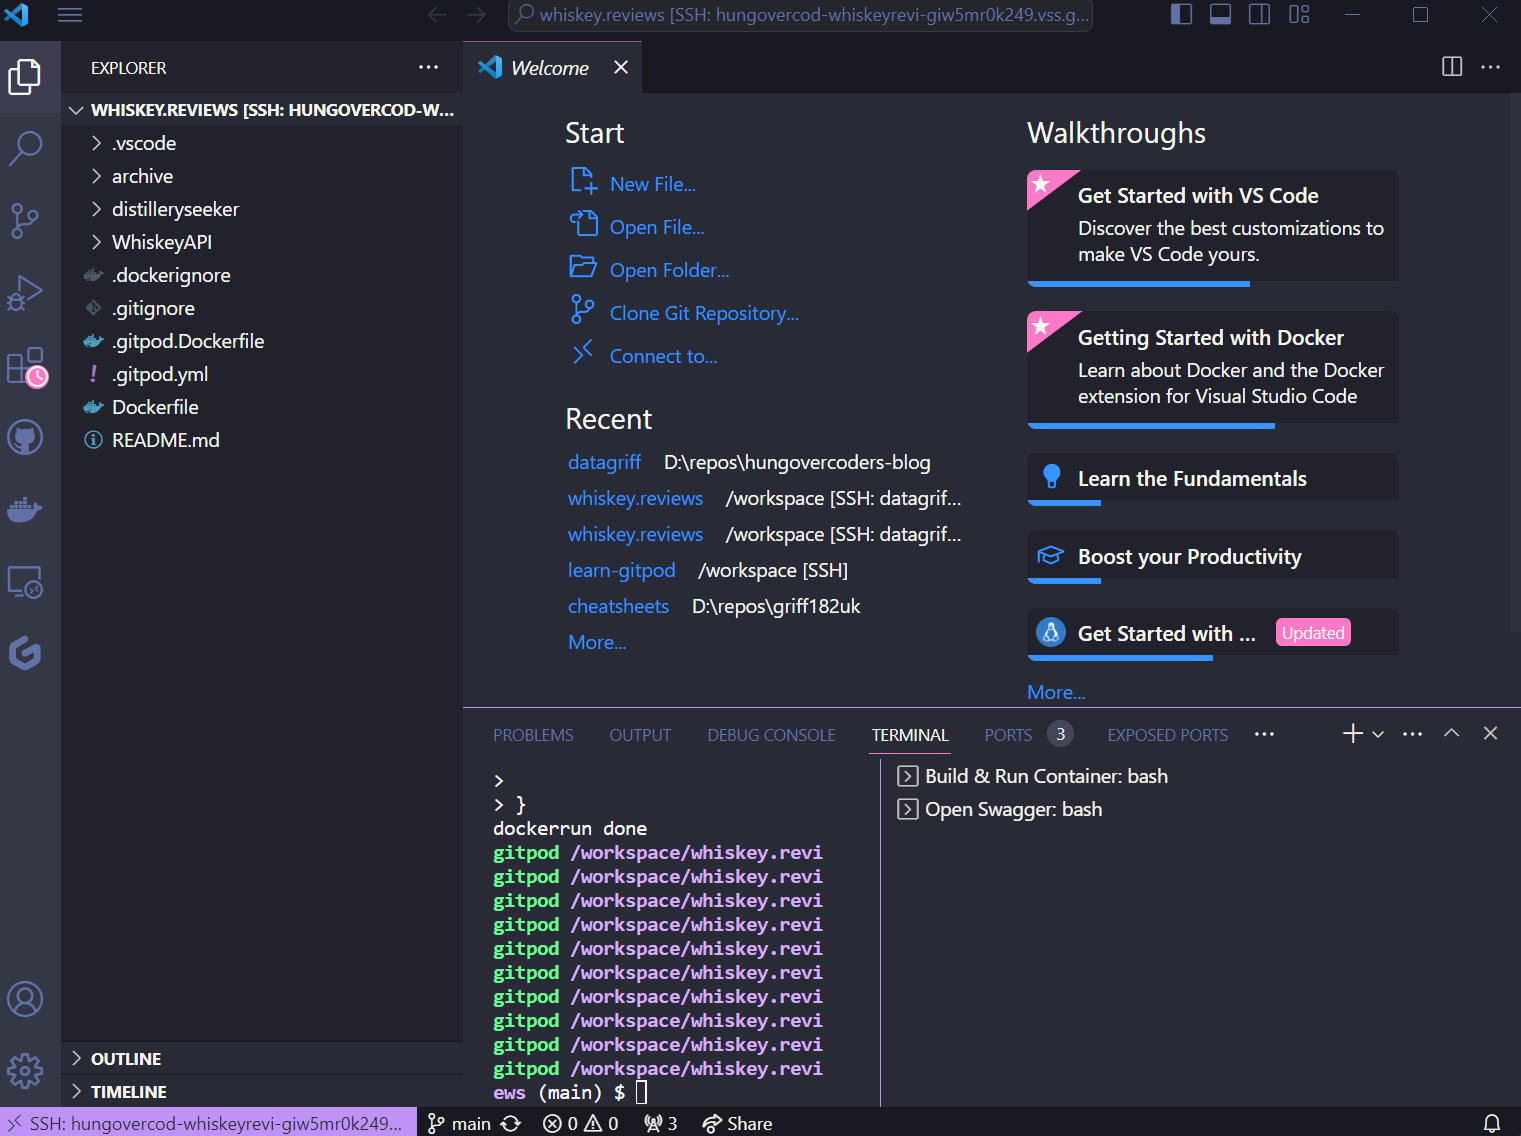 whiskey.reviews [SSH: hungovercod-whiskeyrevi-giw5mr0k249.vss.g...
EXPLORER
WHISKEY.REVIEWS [SSH: HUNGOVERCOD-W...
.vscode
archive
distilleryseeker
WhiskeyAPI
.dockerignore
.gitignore
.gitpod.Dockerfile
.gitpod.yml
Dockerfile
README.md
OUTLINE
TIMELINE
Welcome
Start
New File...
Open File...
Open Folder...
Clone Git Repository...
Connect to...
Recent
datagriff D:\repos\hungovercoders-blog
whiskey.reviews /workspace [SSH: datagrif...
whiskey.reviews /workspace [SSH: datagrif...
learn-gitpod /workspace [SSH]
cheatsheets D:\repos\griff182uk
More...
Walkthroughs
Get Started with VS Code
Discover the best customizations to
make VS Code yours.
Getting Started with Docker
Learn about Docker and the Docker
extension for Visual Studio Code
Learn the Fundamentals
Boost your Productivity
Get Started with ... Updated
More...
PROBLEMS OUTPUT DEBUG CONSOLE TERMINAL PORTS 3 EXPOSED PORTS
>
> }
dockerrun done
gitpod /workspace/whiskey.revi
gitpod /workspace/whiskey.revi
gitpod /workspace/whiskey.revi
gitpod /workspace/whiskey.revi
gitpod /workspace/whiskey.revi
gitpod /workspace/whiskey.revi
gitpod /workspace/whiskey.revi
gitpod /workspace/whiskey.revi
gitpod /workspace/whiskey.revi
gitpod /workspace/whiskey.revi
ews (main) $
Build & Run Container: bash
Open Swagger: bash
SSH: hungovercod-whiskeyrevi-giw5mr0k249... main 0 0 3 Share